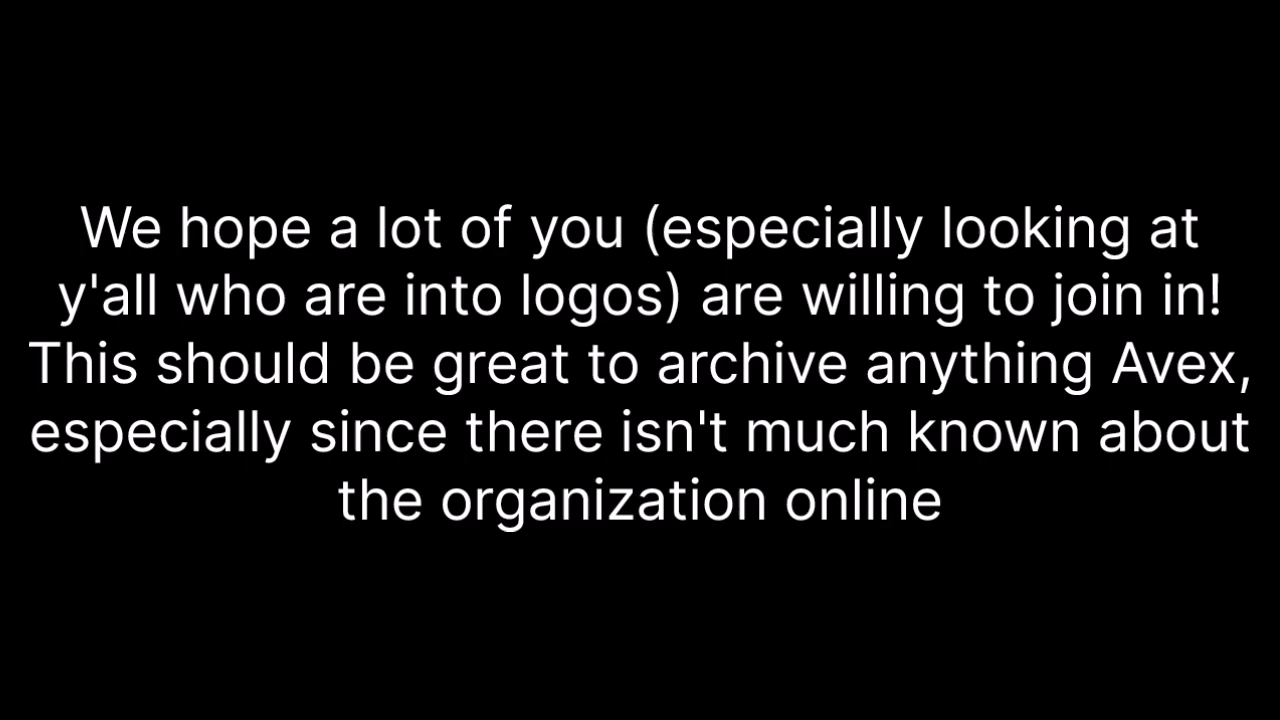 We hope a lot of you (especially looking at
y'all who are into logos) are willing to join in!
This should be great to archive anything Avex,
especially since there isn't much known about
the organization online